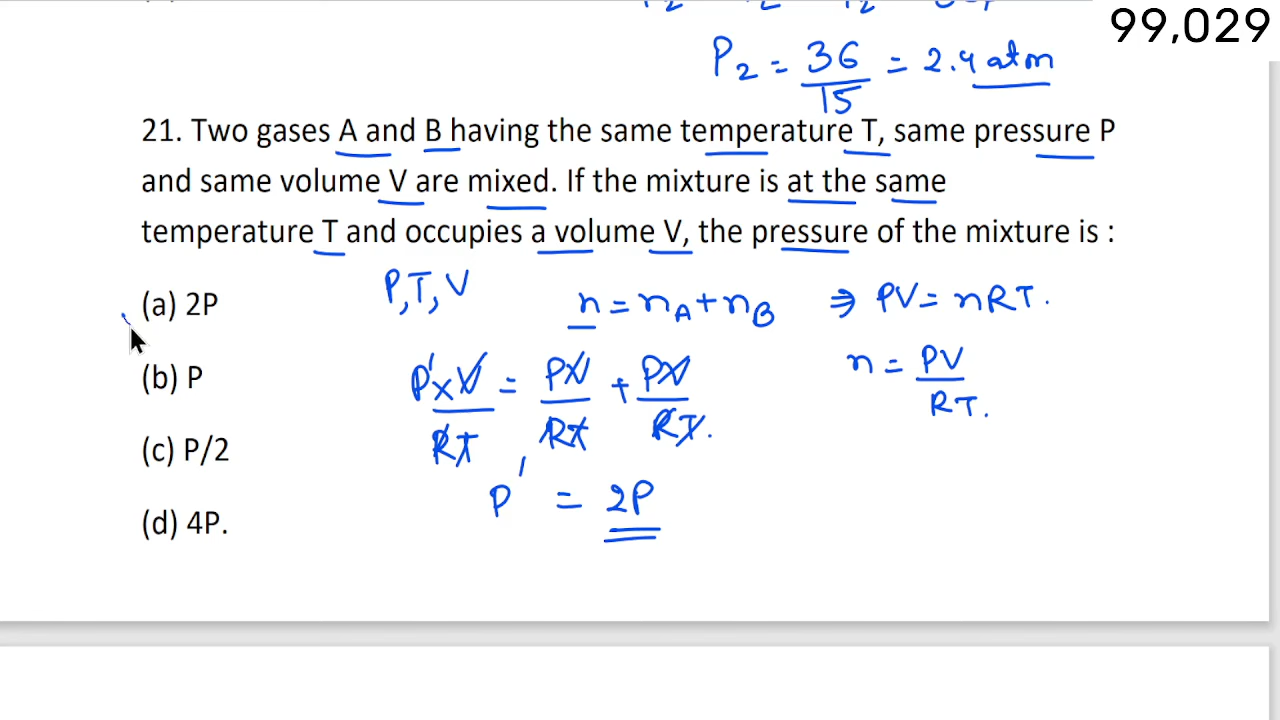 99,029
P₂ = 36/15 = 2.4 atm
21. Two gases A and B having the same temperature T, same pressure P
and same volume V are mixed. If the mixture is at the same
temperature T and occupies a volume V, the pressure of the mixture is :
P, T, V
(a) 2P
n = nA + nB ⇒ PV = nRT.
(b) P
P'×V/RT = PV/RT + PV/RT.
n = PV/RT.
(c) P/2
P' = 2P
(d) 4P.